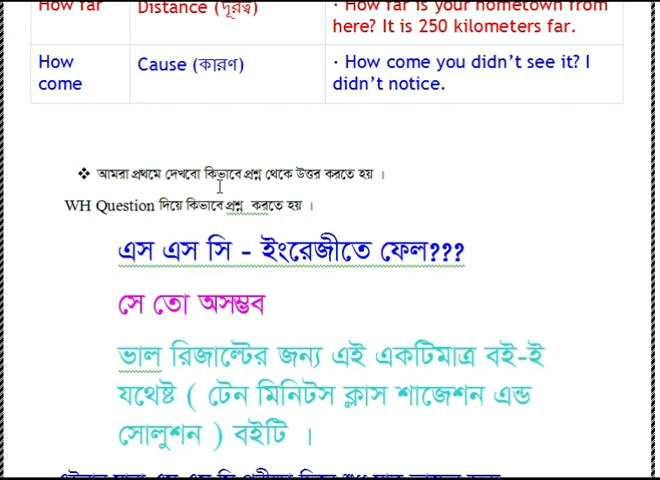 How far Distance (দূরত্ব) · How far is your hometown from
here? It is 250 kilometers far.
How Cause (কারণ) · How come you didn't see it? I
come didn't notice.
❖ আমরা প্রথমে দেখবো কিভাবে প্রশ্ন থেকে উত্তর করতে হয় ।
WH Question দিয়ে কিভাবে প্রশ্ন করতে হয় ।
এস এস সি - ইংরেজীতে ফেল???
সে তো অসম্ভব
ভাল রিজাল্টের জন্য এই একটিমাত্র বই-ই
যথেষ্ট ( টেন মিনিটস ক্লাস শাজেশন এন্ড
সোলুশন ) বইটি ।